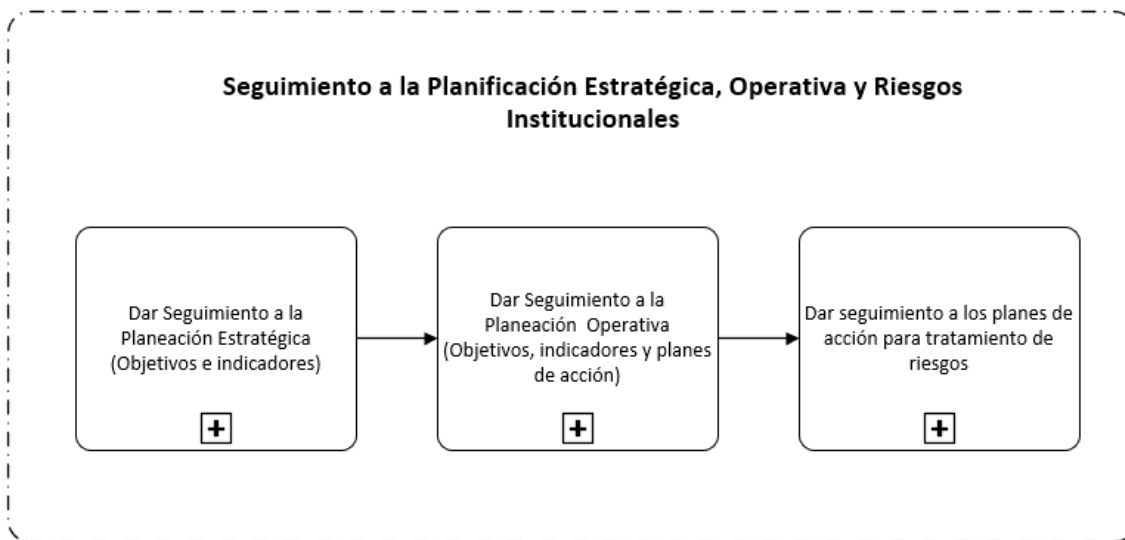 Seguimiento a la Planificación Estratégica, Operativa y Riesgos
Institucionales
Dar Seguimiento a la
Planeación Estratégica
(Objetivos e indicadores)
Dar Seguimiento a la
Planeación Operativa
(Objetivos, indicadores y planes
de acción)
Dar seguimiento a los planes de
acción para tratamiento de
riesgos